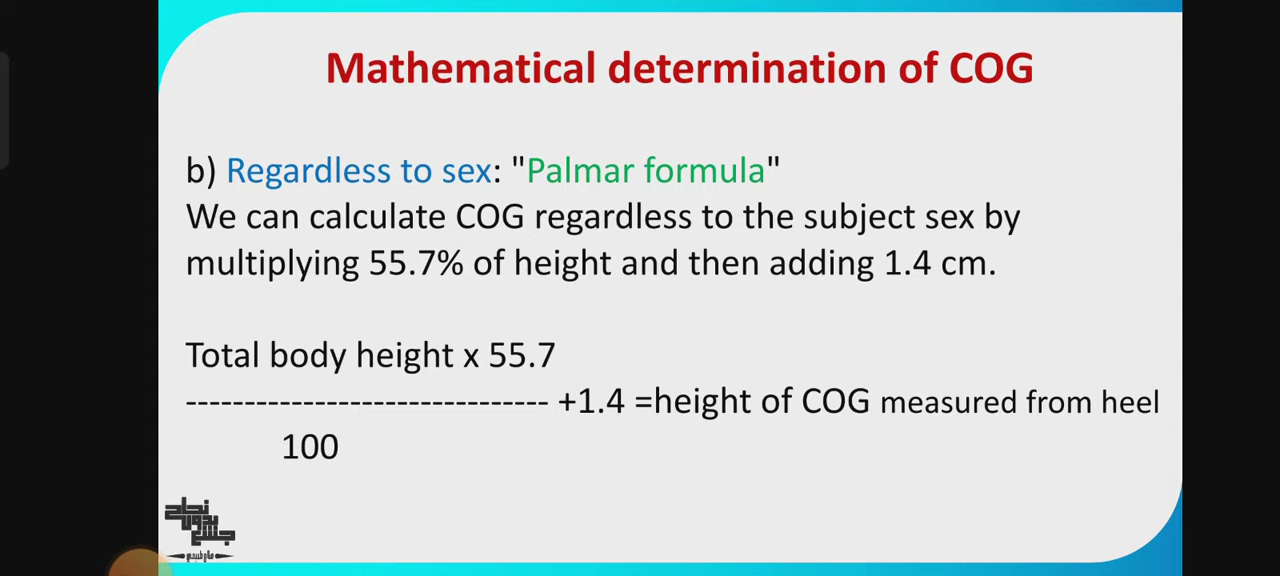 Mathematical determination of COG
b) Regardless to sex: "Palmar formula"
We can calculate COG regardless to the subject sex by
multiplying 55.7% of height and then adding 1.4 cm.
Total body height x 55.7
------------------------------- +1.4 =height of COG measured from heel
100